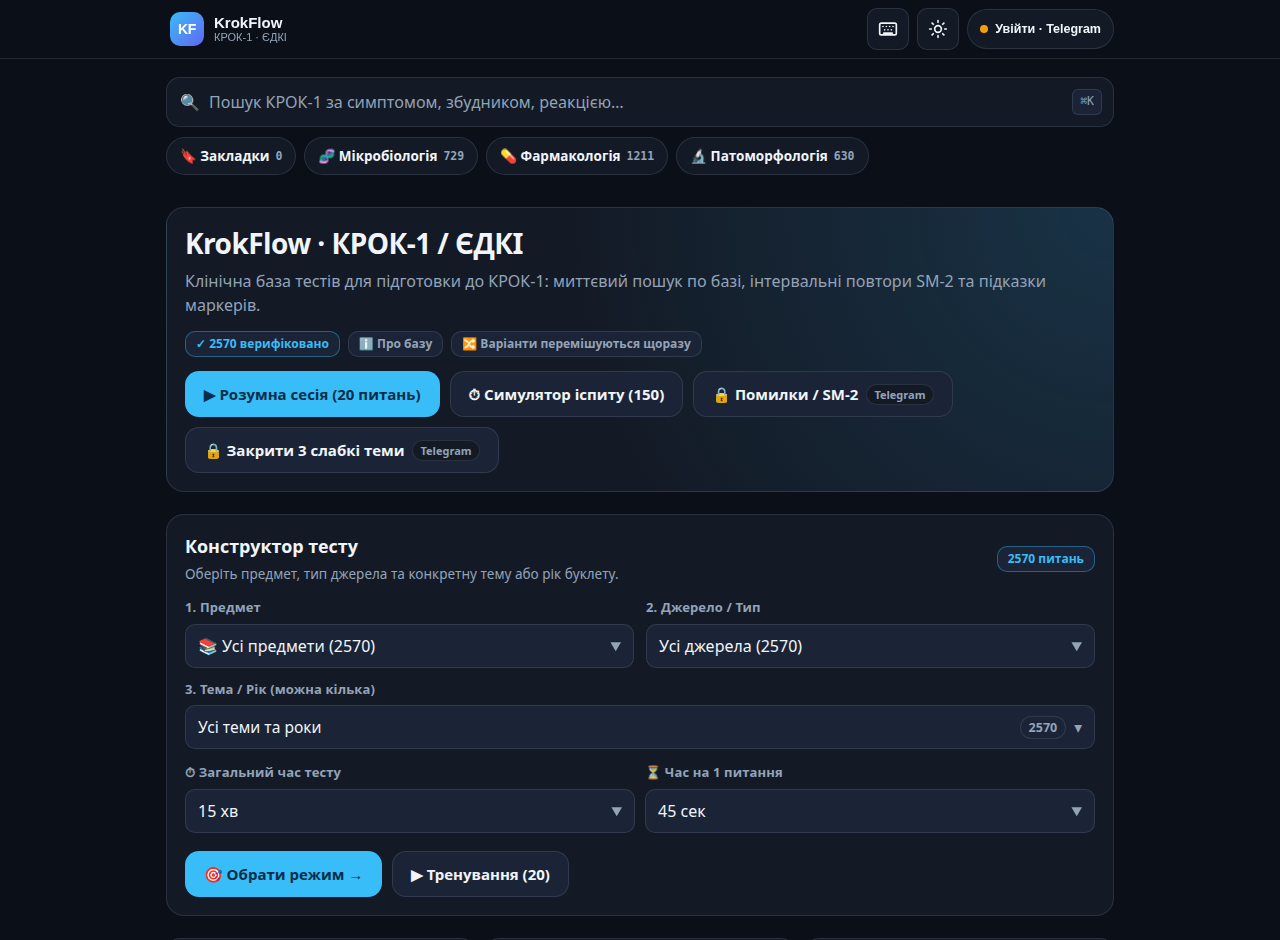 KF
KrokFlow
КРОК-1 · ЄДКІ
Увійти · Telegram
Пошук КРОК-1 за симптомом, збудником, реакцією…
⌘K
Закладки 0
Мікробіологія 729
Фармакологія 1211
Патоморфологія 630
KrokFlow · КРОК-1 / ЄДКІ
Клінічна база тестів для підготовки до КРОК-1: миттєвий пошук по базі, інтервальні повтори SM-2 та підказки
маркерів.
✓ 2570 верифіковано
ℹ️ Про базу
🔀 Варіанти перемішуються щоразу
▶ Розумна сесія (20 питань)
⏱ Симулятор іспиту (150)
🔒 Помилки / SM-2 Telegram
🔒 Закрити 3 слабкі теми Telegram
Конструктор тесту
2570 питань
Оберіть предмет, тип джерела та конкретну тему або рік буклету.
1. Предмет
2. Джерело / Тип
📚 Усі предмети (2570)
Усі джерела (2570)
3. Тема / Рік (можна кілька)
Усі теми та роки
2570
⏱ Загальний час тесту
⏳ Час на 1 питання
15 хв
45 сек
🎯 Обрати режим →
▶ Тренування (20)